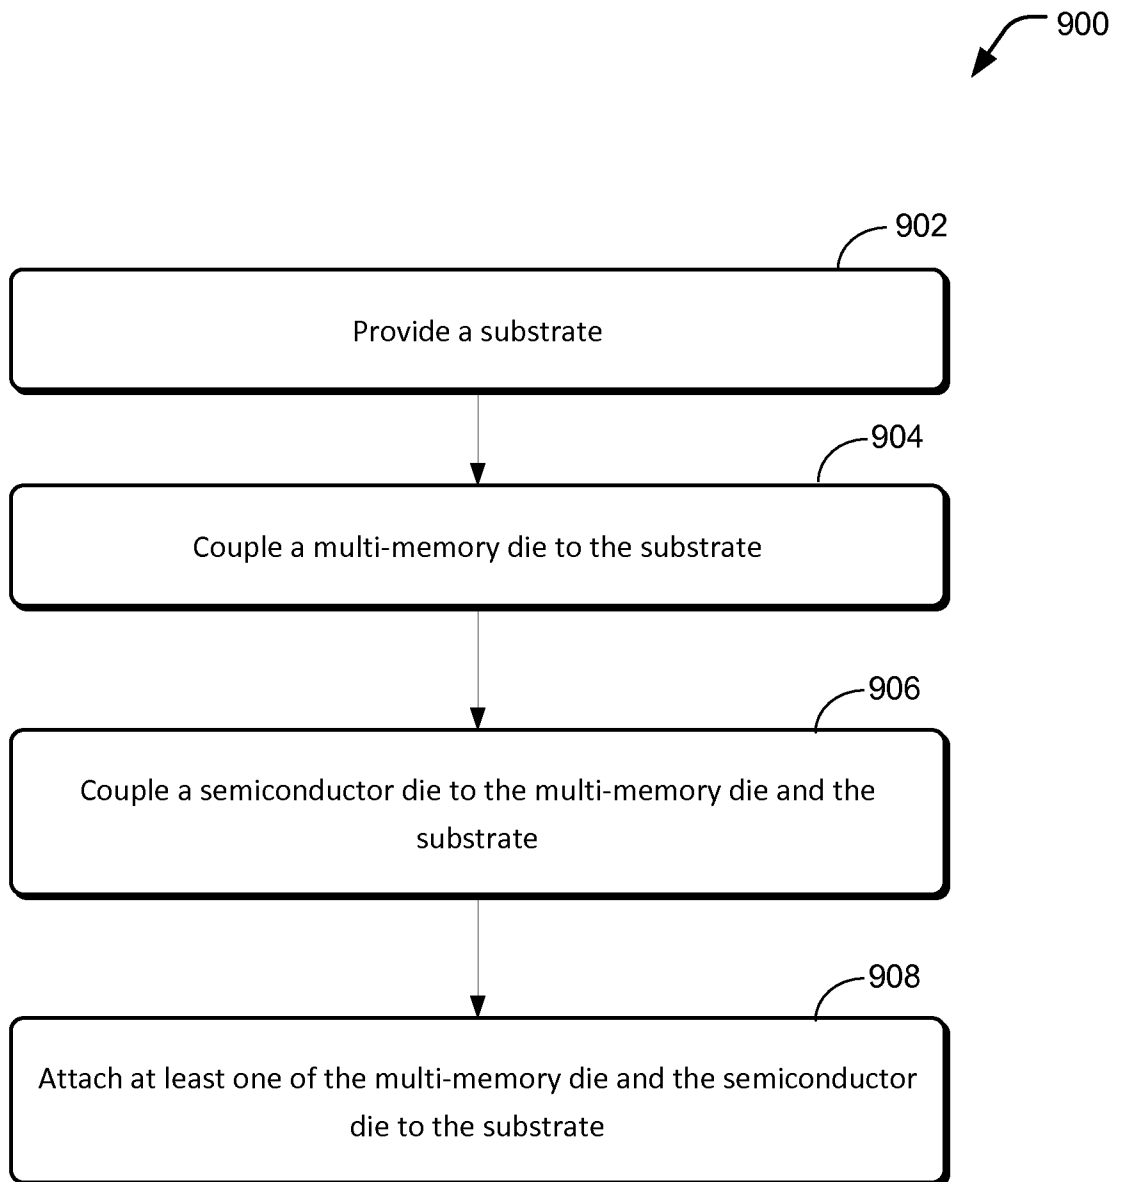 900
902
Provide a substrate
904
Couple a multi-memory die to the substrate
906
Couple a semiconductor die to the multi-memory die and the
substrate
908
Attach at least one of the multi-memory die and the semiconductor
die to the substrate